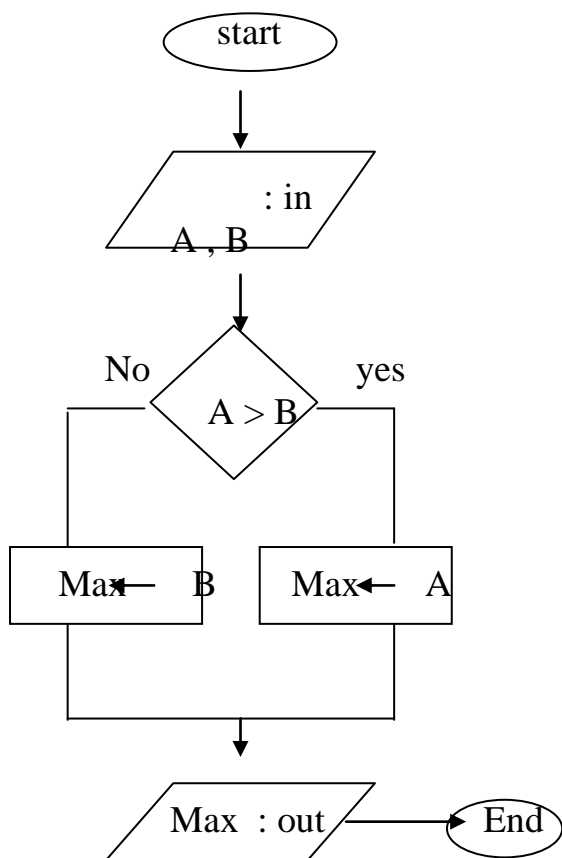 start
: in
A , B
No
yes
A > B
Max ← B
Max ← A
Max : out
End